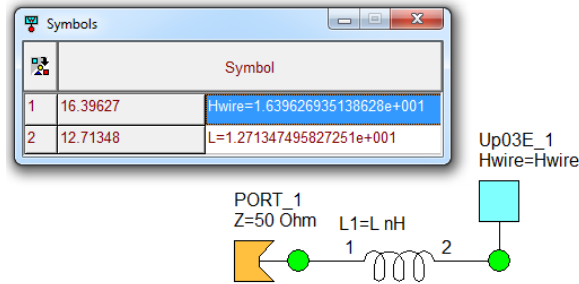 Symbols
Symbol
1 16.39627 Hwire=1.639626935138628e+001
2 12.71348 L=1.271347495827251e+001
Up03E_1
Hwire=Hwire
PORT_1
Z=50 Ohm
L1=L nH
1 2